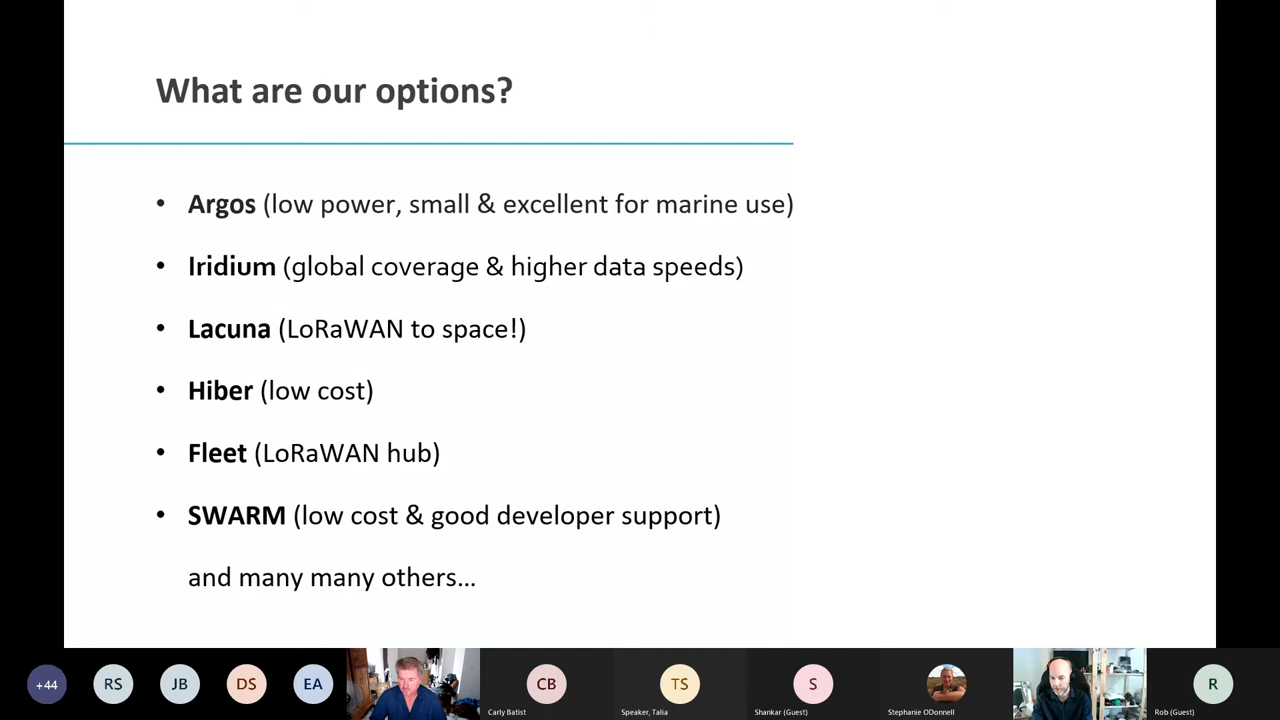 What are our options?
• Argos (low power, small & excellent for marine use)
• Iridium (global coverage & higher data speeds)
• Lacuna (LoRaWAN to space!)
• Hiber (low cost)
• Fleet (LoRaWAN hub)
• SWARM (low cost & good developer support)
and many many others...
+44
RS
JB
DS
EA
CB
TS
S
R
Carly Batist
Speaker, Talia
Shankar (Guest)
Stephanie ODonnell
Rob (Guest)